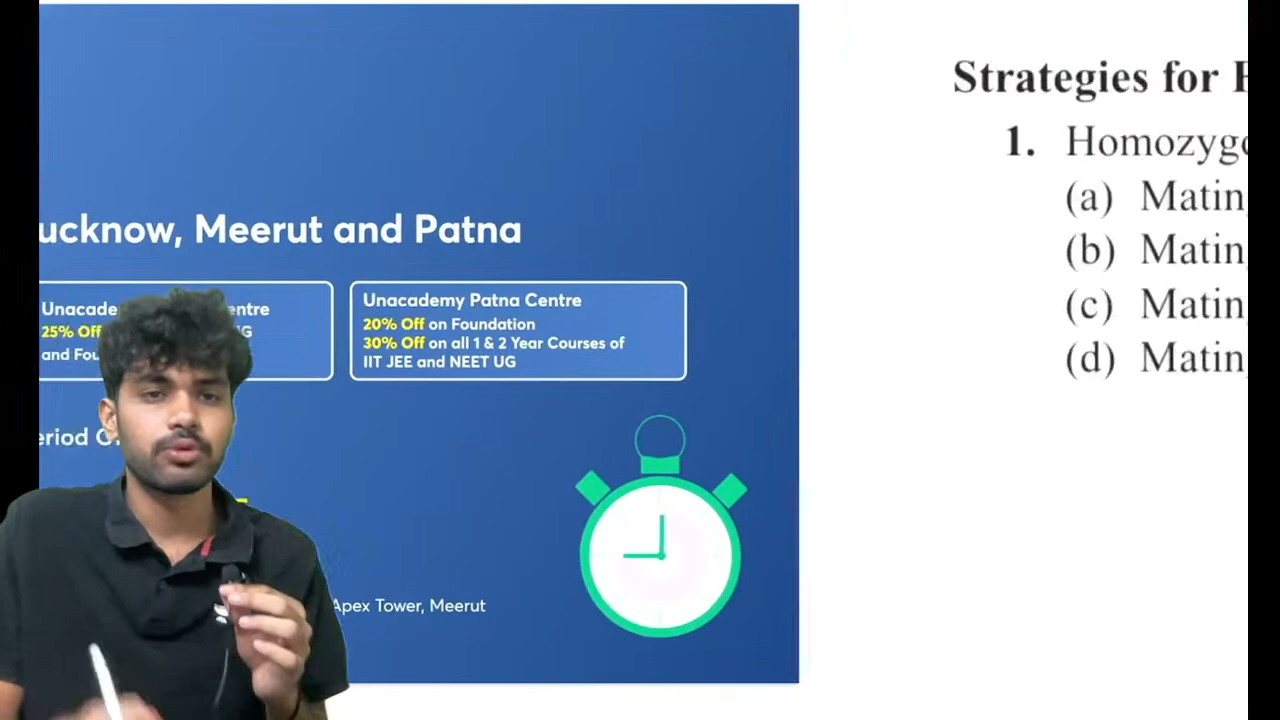 ucknow, Meerut and Patna
Unacade entre
25% Off G
and Fou
Unacademy Patna Centre
20% Off on Foundation
30% Off on all 1 & 2 Year Courses of
IIT JEE and NEET UG
eriod O
Apex Tower, Meerut
Strategies for
1. Homozyg
(a) Matin
(b) Matin
(c) Matin
(d) Matin